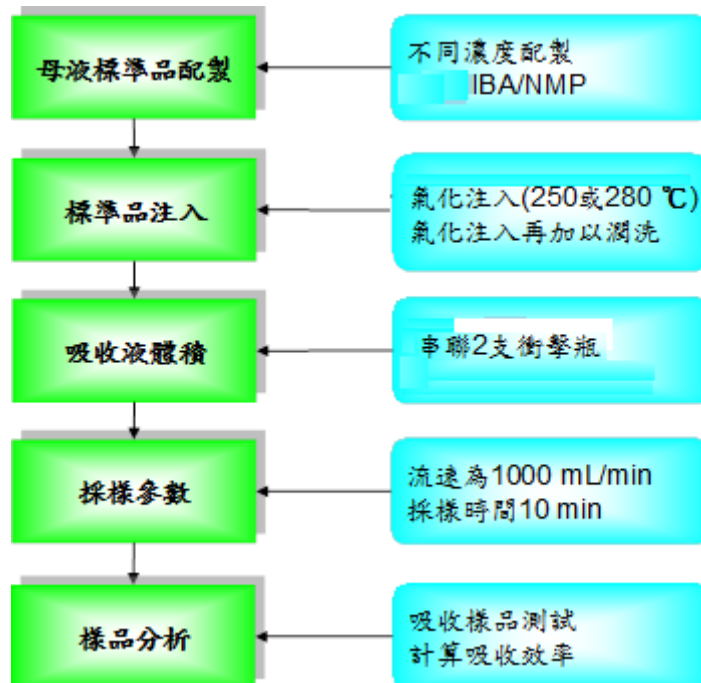 母液標準品配製
不同濃度配製
IBA/NMP
標準品注入
氣化注入(250或280 ℃)
氣化注入再加以潤洗
吸收液體積
串聯2支衝擊瓶
採樣參數
流速為1000 mL/min
採樣時間10 min
樣品分析
吸收樣品測試
計算吸收效率